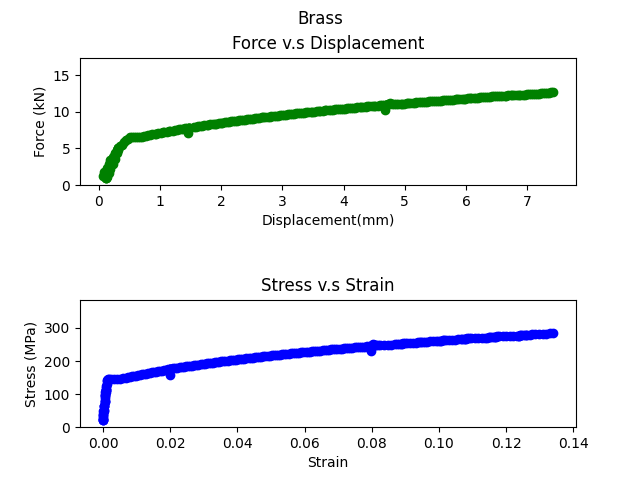 Brass
Force v.s Displacement
15
10
5
0
Force (kN)
0 1 2 3 4 5 6 7
Displacement(mm)
Stress v.s Strain
300
200
100
0
Stress (MPa)
0.00 0.02 0.04 0.06 0.08 0.10 0.12 0.14
Strain